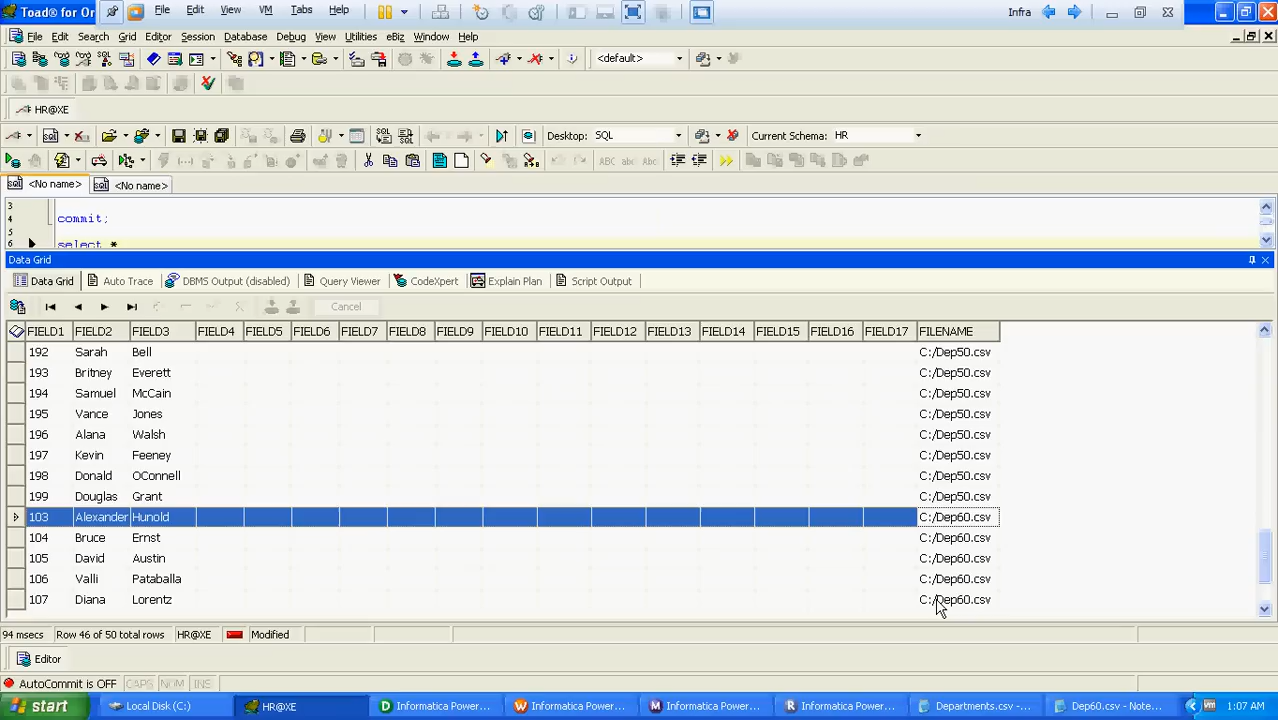 Toad® for Or File Edit View VM Tabs Help Infra
File Edit Search Grid Editor Session Database Debug View Utilities eBiz Window Help
SQL <default>
HR@XE
SQL SQL Desktop: SQL Current Schema: HR
ABC abc Abc
sql <No name> sql <No name>
3
4 commit;
5
6 select *
Data Grid
Data Grid Auto Trace DBMS Output (disabled) Query Viewer CodeXpert Explain Plan Script Output
Cancel
FIELD1 FIELD2 FIELD3 FIELD4 FIELD5 FIELD6 FIELD7 FIELD8 FIELD9 FIELD10 FIELD11 FIELD12 FIELD13 FIELD14 FIELD15 FIELD16 FIELD17 FILENAME
192 Sarah Bell C:/Dep50.csv
193 Britney Everett C:/Dep50.csv
194 Samuel McCain C:/Dep50.csv
195 Vance Jones C:/Dep50.csv
196 Alana Walsh C:/Dep50.csv
197 Kevin Feeney C:/Dep50.csv
198 Donald OConnell C:/Dep50.csv
199 Douglas Grant C:/Dep50.csv
103 Alexander Hunold C:/Dep60.csv
104 Bruce Ernst C:/Dep60.csv
105 David Austin C:/Dep60.csv
106 Valli Pataballa C:/Dep60.csv
107 Diana Lorentz C:/Dep60.csv
94 msecs Row 46 of 50 total rows HR@XE Modified
Editor
AutoCommit is OFF CAPS NUM INS
start Local Disk (C:) HR@XE D Informatica Power... W Informatica Power... M Informatica Power... R Informatica Power... Departments.csv -... Dep60.csv - Note... 1:07 AM